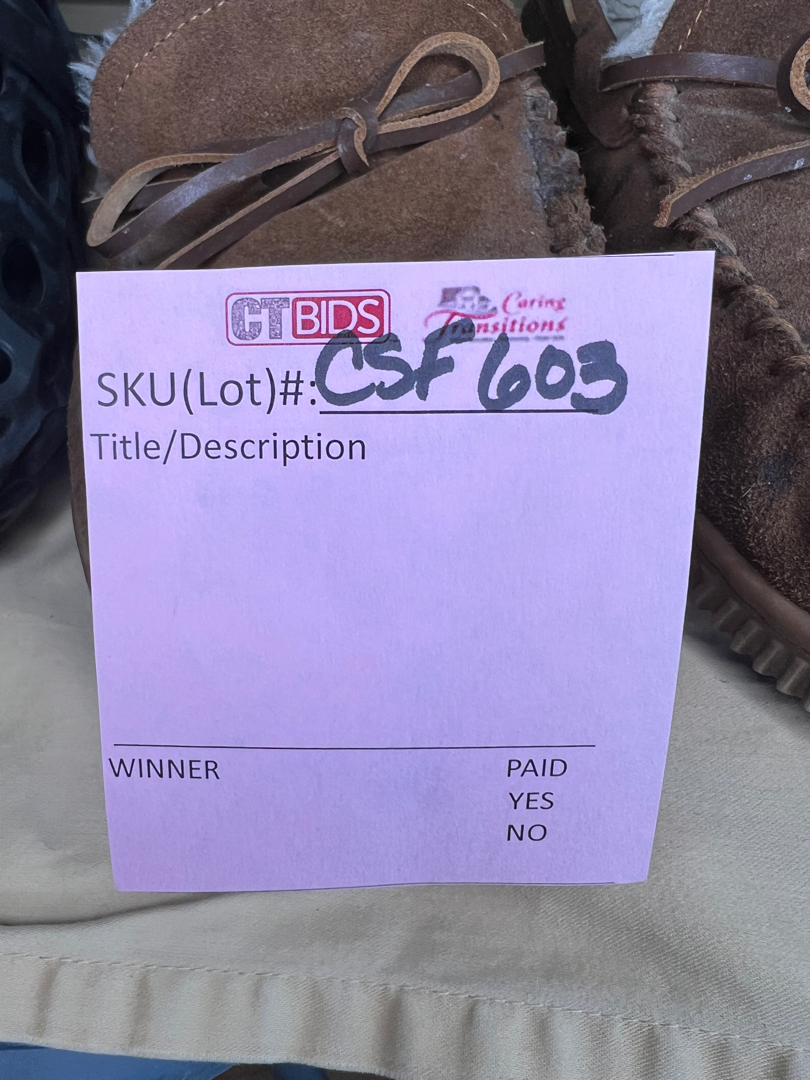 CTBIDS Caring Transitions
SKU(Lot)#: CSF 603
Title/Description
WINNER PAID
YES
NO